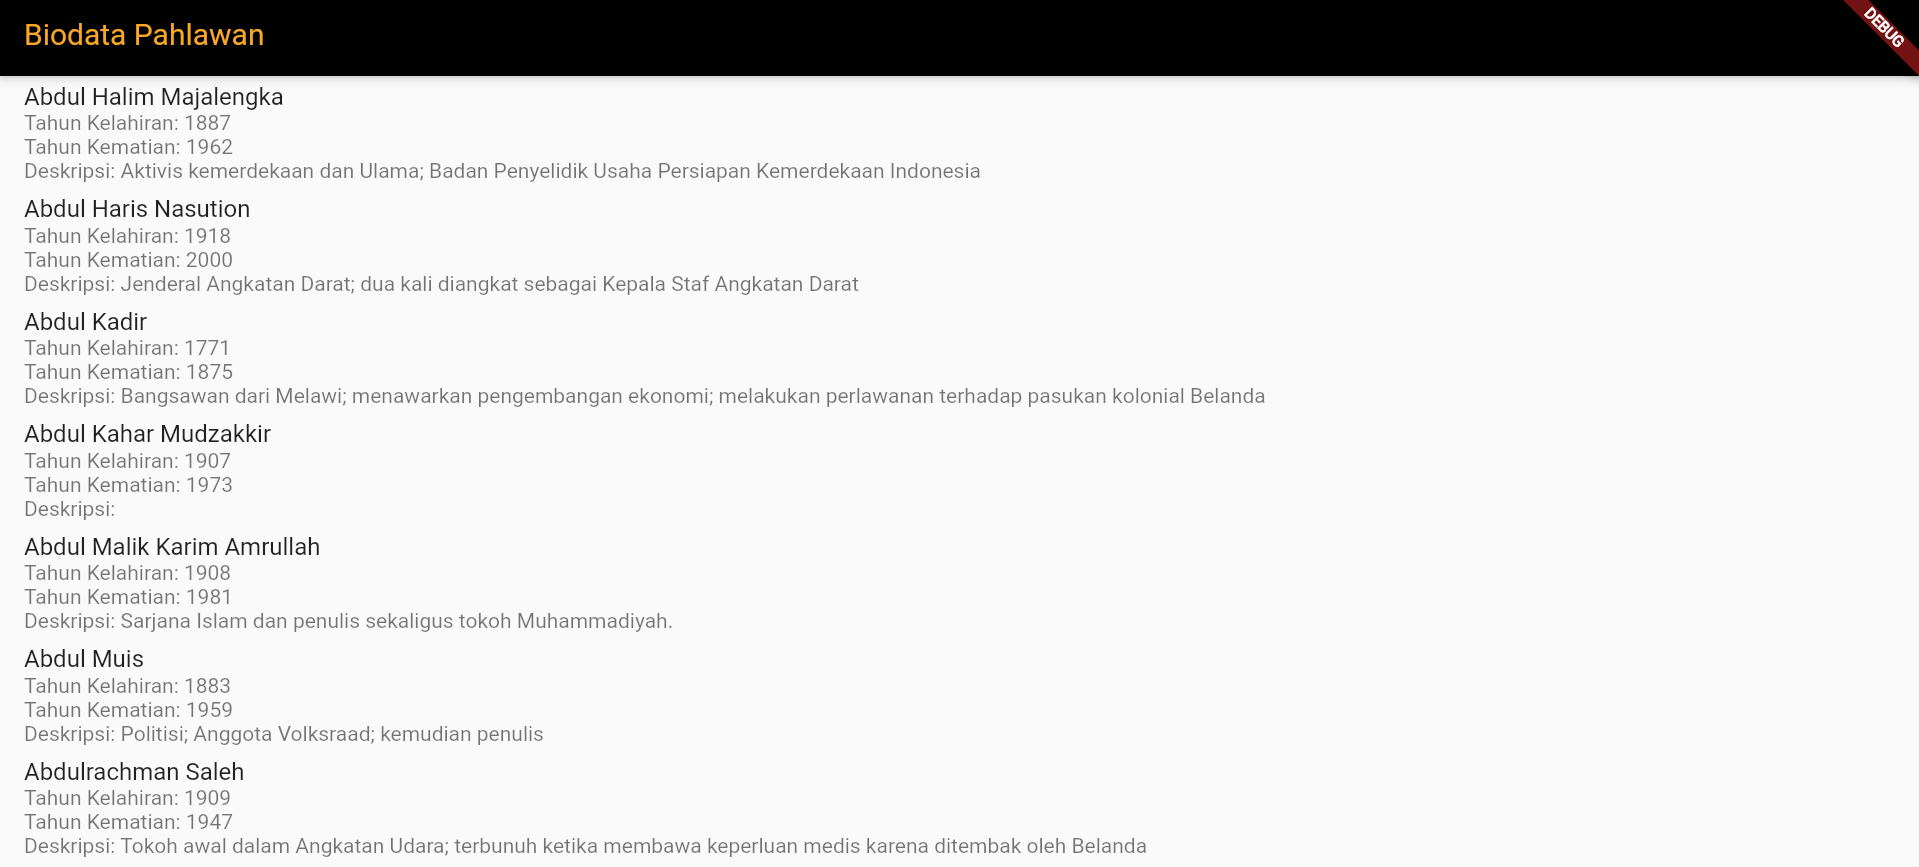 Biodata Pahlawan
DEBUG
Abdul Halim Majalengka
Tahun Kelahiran: 1887
Tahun Kematian: 1962
Deskripsi: Aktivis kemerdekaan dan Ulama; Badan Penyelidik Usaha Persiapan Kemerdekaan Indonesia
Abdul Haris Nasution
Tahun Kelahiran: 1918
Tahun Kematian: 2000
Deskripsi: Jenderal Angkatan Darat; dua kali diangkat sebagai Kepala Staf Angkatan Darat
Abdul Kadir
Tahun Kelahiran: 1771
Tahun Kematian: 1875
Deskripsi: Bangsawan dari Melawi; menawarkan pengembangan ekonomi; melakukan perlawanan terhadap pasukan kolonial Belanda
Abdul Kahar Mudzakkir
Tahun Kelahiran: 1907
Tahun Kematian: 1973
Deskripsi:
Abdul Malik Karim Amrullah
Tahun Kelahiran: 1908
Tahun Kematian: 1981
Deskripsi: Sarjana Islam dan penulis sekaligus tokoh Muhammadiyah.
Abdul Muis
Tahun Kelahiran: 1883
Tahun Kematian: 1959
Deskripsi: Politisi; Anggota Volksraad; kemudian penulis
Abdulrachman Saleh
Tahun Kelahiran: 1909
Tahun Kematian: 1947
Deskripsi: Tokoh awal dalam Angkatan Udara; terbunuh ketika membawa keperluan medis karena ditembak oleh Belanda